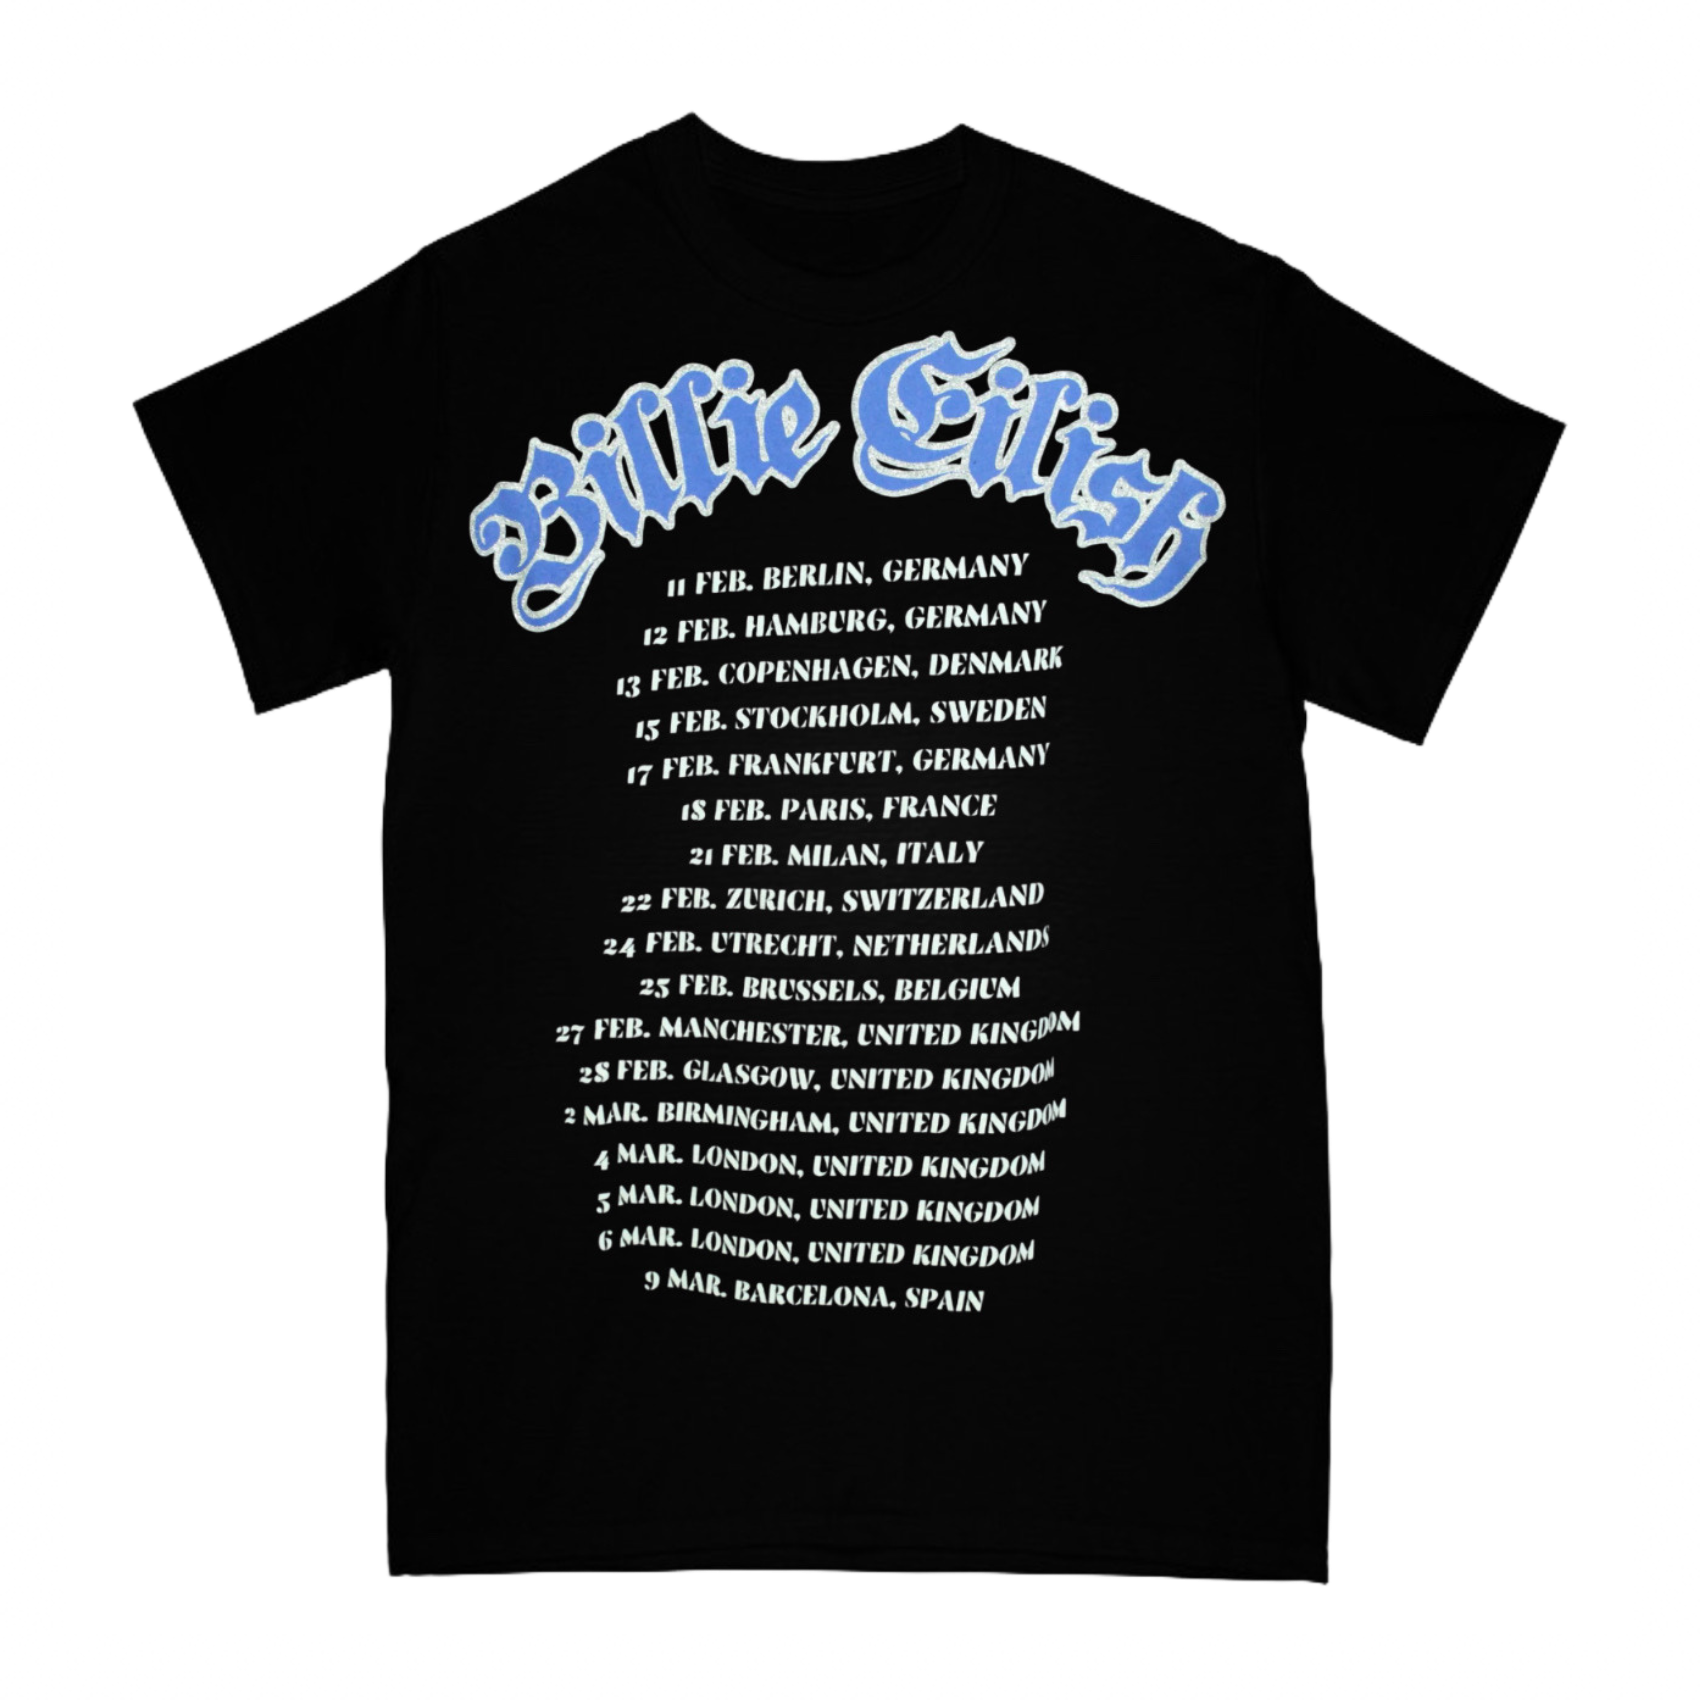 Billie Eilish
11 FEB. BERLIN, GERMANY
12 FEB. HAMBURG, GERMANY
13 FEB. COPENHAGEN, DENMARK
15 FEB. STOCKHOLM, SWEDEN
17 FEB. FRANKFURT, GERMANY
18 FEB. PARIS, FRANCE
21 FEB. MILAN, ITALY
22 FEB. ZURICH, SWITZERLAND
24 FEB. UTRECHT, NETHERLANDS
25 FEB. BRUSSELS, BELGIUM
27 FEB. MANCHESTER, UNITED KINGDOM
28 FEB. GLASGOW, UNITED KINGDOM
2 MAR. BIRMINGHAM, UNITED KINGDOM
4 MAR. LONDON, UNITED KINGDOM
5 MAR. LONDON, UNITED KINGDOM
6 MAR. LONDON, UNITED KINGDOM
9 MAR. BARCELONA, SPAIN